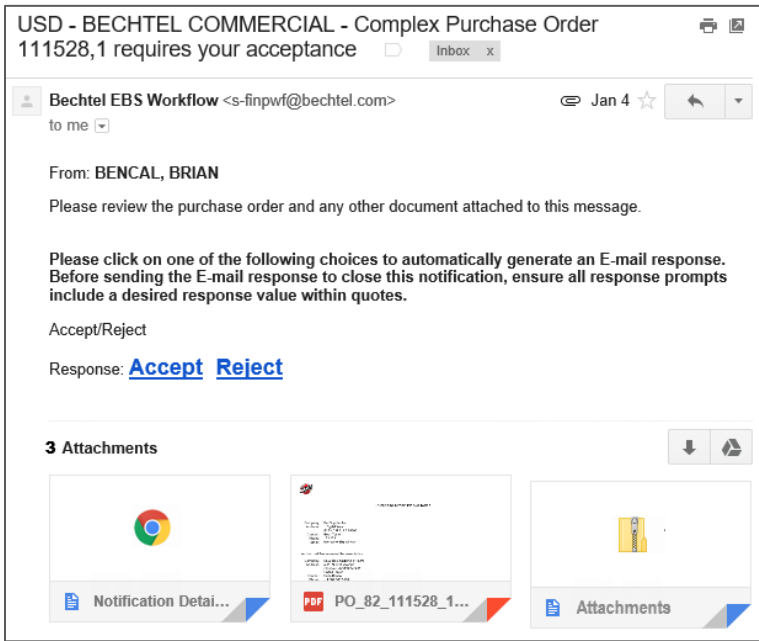 USD - BECHTEL COMMERCIAL - Complex Purchase Order
111528,1 requires your acceptance
Inbox x
Bechtel EBS Workflow <s-finpwf@bechtel.com>
Jan 4
to me
From: BENCAL, BRIAN
Please review the purchase order and any other document attached to this message.
Please click on one of the following choices to automatically generate an E-mail response.
Before sending the E-mail response to close this notification, ensure all response prompts
include a desired response value within quotes.
Accept/Reject
Response: Accept Reject
3 Attachments
Notification Detai...
PDF PO_82_111528_1...
Attachments